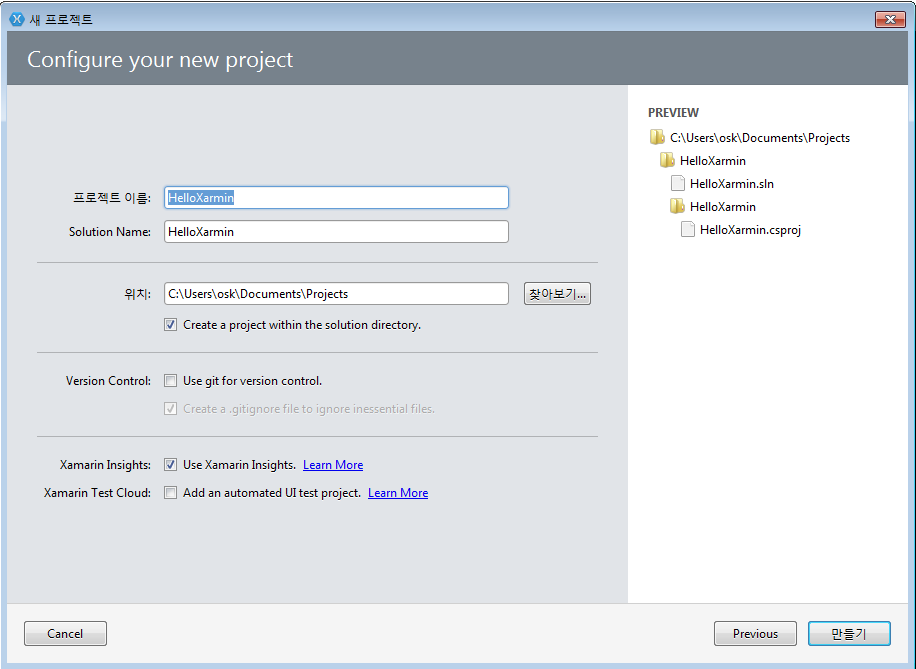 새 프로젝트
Configure your new project
프로젝트 이름: HelloXarmin
Solution Name: HelloXarmin
위치: C:\Users\osk\Documents\Projects 찾아보기...
Create a project within the solution directory.
Version Control: Use git for version control.
Create a .gitignore file to ignore inessential files.
Xamarin Insights: Use Xamarin Insights. Learn More
Xamarin Test Cloud: Add an automated UI test project. Learn More
PREVIEW
C:\Users\osk\Documents\Projects
HelloXarmin
HelloXarmin.sln
HelloXarmin
HelloXarmin.csproj
Cancel Previous 만들기